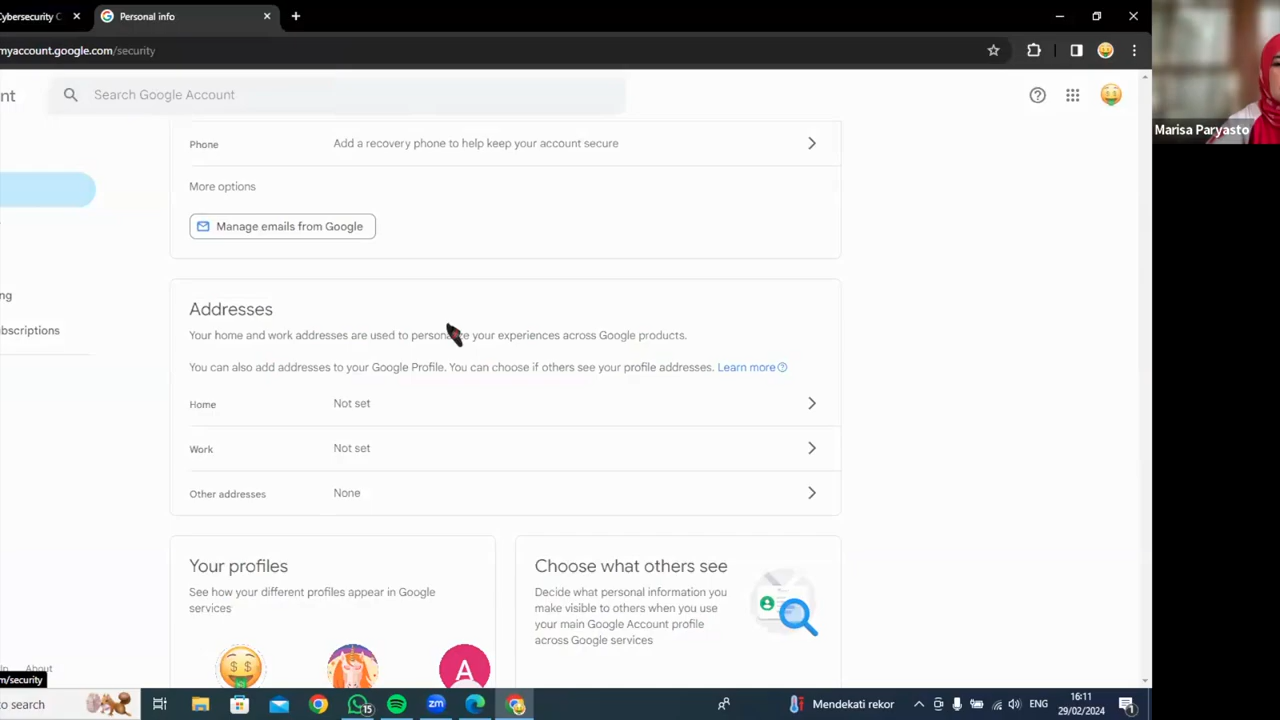 Cybersecurity C
Personal info
myaccount.google.com/security
nt
Search Google Account
Marisa Paryasto
Phone
Add a recovery phone to help keep your account secure
More options
Manage emails from Google
ng
bscriptions
Addresses
Your home and work addresses are used to personalize your experiences across Google products.
You can also add addresses to your Google Profile. You can choose if others see your profile addresses. Learn more
Home
Not set
Work
Not set
Other addresses
None
Your profiles
See how your different profiles appear in Google
services
A
Choose what others see
Decide what personal information you
make visible to others when you use
your main Google Account profile
across Google services
About
m/security
to search
15
Mendekati rekor
ENG
16:11
29/02/2024
1